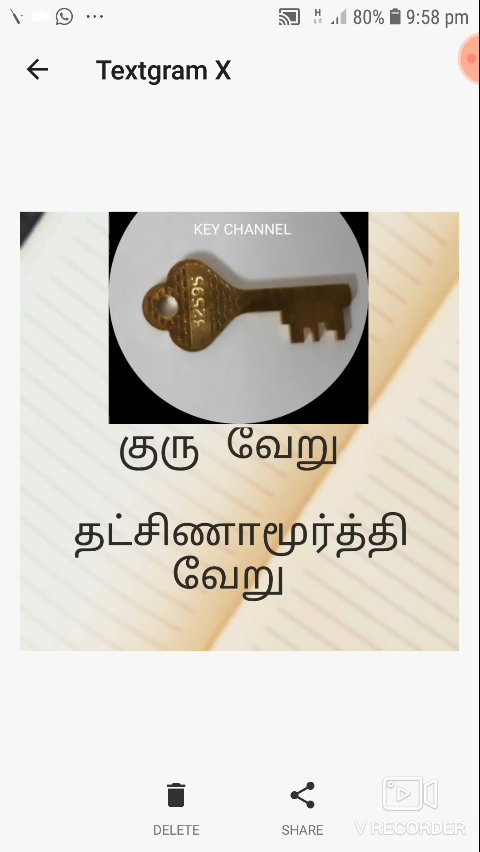 H 80% 9:58 pm
Textgram X
KEY CHANNEL
32595
குரு வேறு
தட்சிணாமூர்த்தி
வேறு
DELETE SHARE
V RECORDER